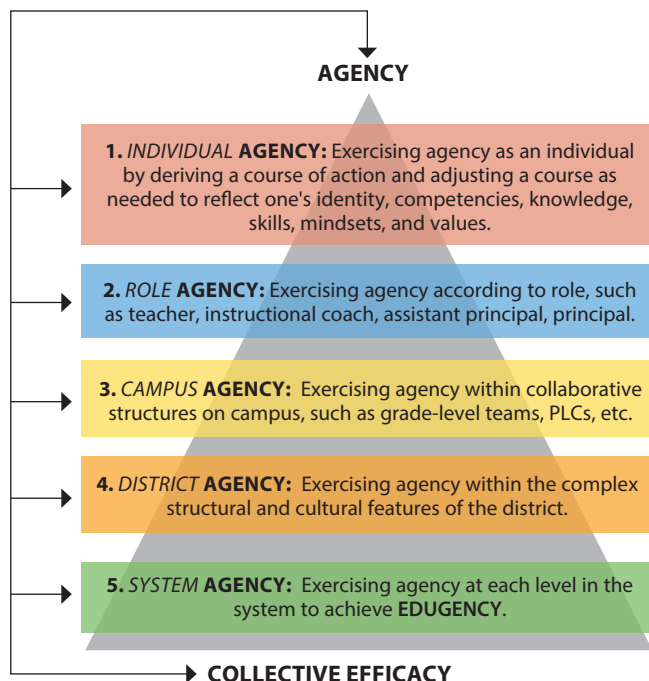 AGENCY
1. INDIVIDUAL AGENCY: Exercising agency as an individual
by deriving a course of action and adjusting a course as
needed to reflect one's identity, competencies, knowledge,
skills, mindsets, and values.
2. ROLE AGENCY: Exercising agency according to role, such
as teacher, instructional coach, assistant principal, principal.
3. CAMPUS AGENCY: Exercising agency within collaborative
structures on campus, such as grade-level teams, PLCs, etc.
4. DISTRICT AGENCY: Exercising agency within the complex
structural and cultural features of the district.
5. SYSTEM AGENCY: Exercising agency at each level in the
system to achieve EDUGENCY.
COLLECTIVE EFFICACY